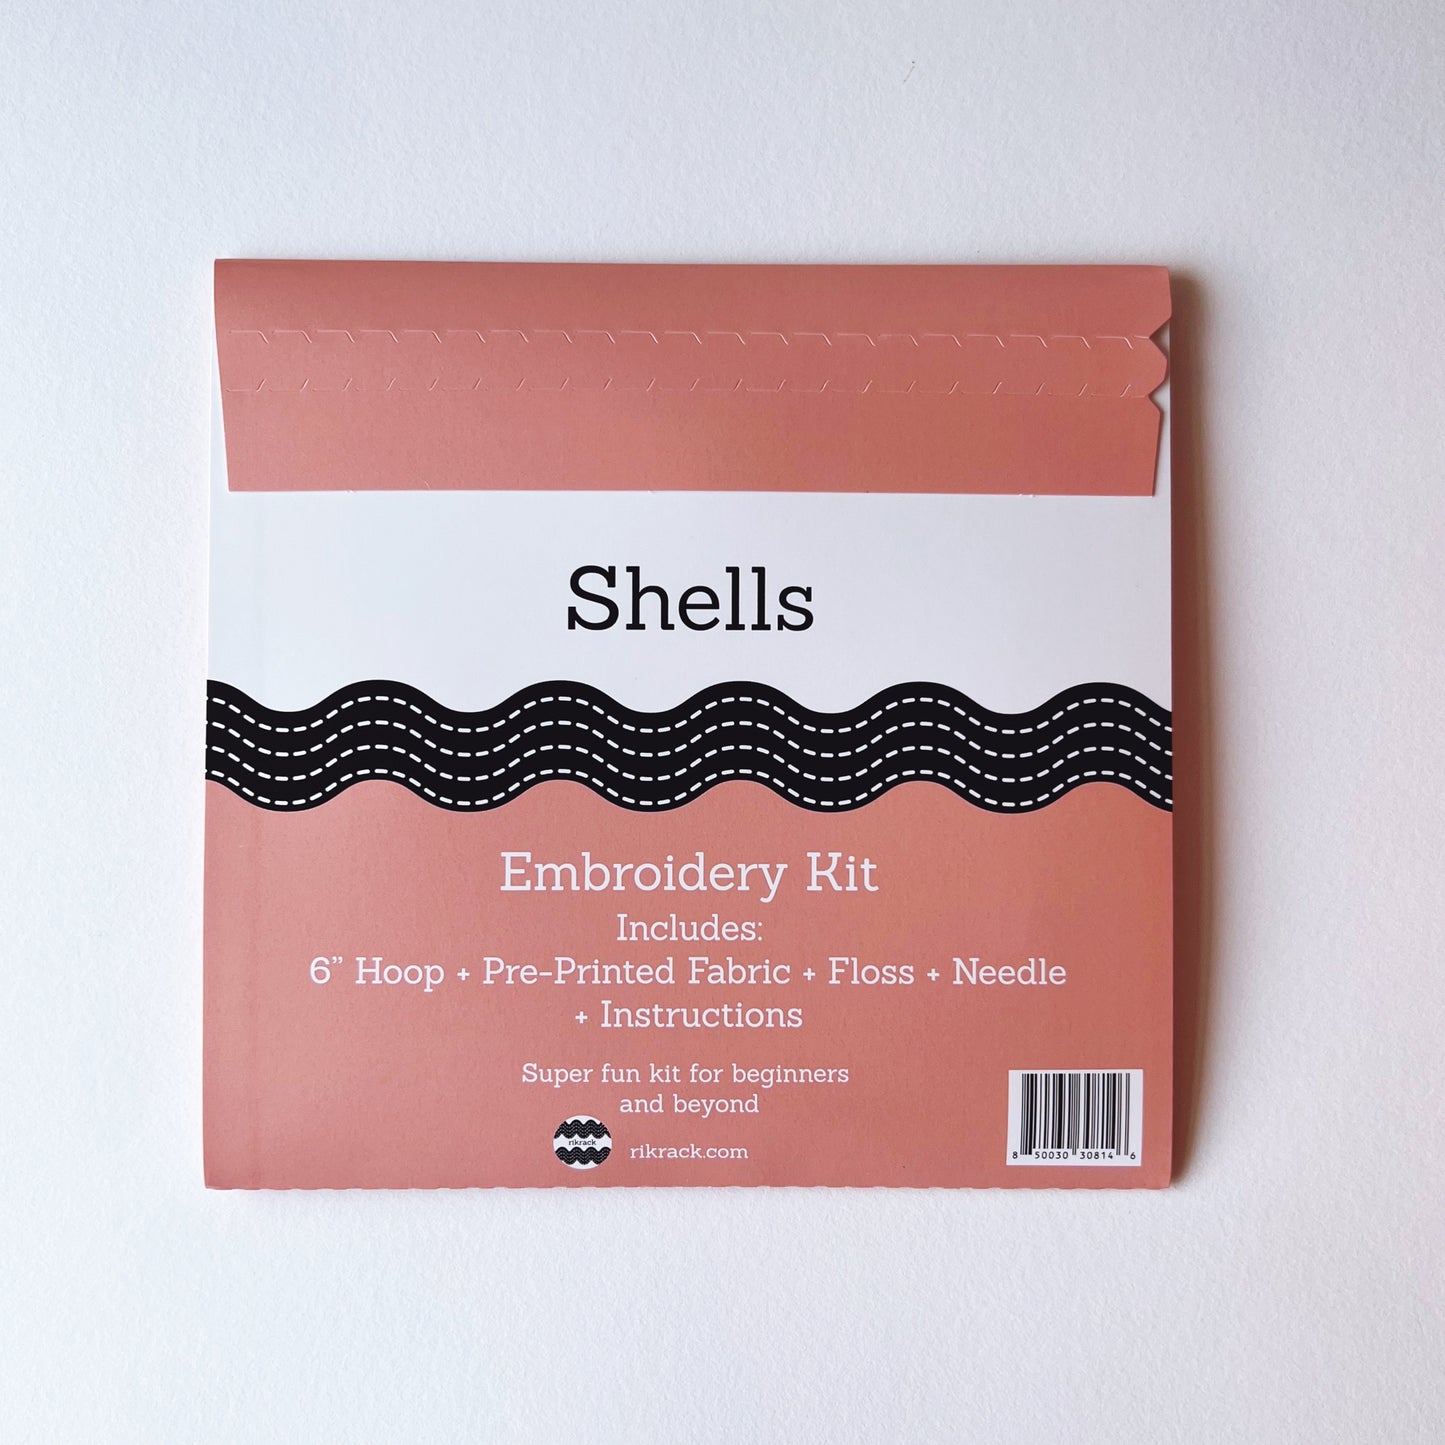 Shells
Embroidery Kit
Includes:
6” Hoop + Pre-Printed Fabric + Floss + Needle
+ Instructions
Super fun kit for beginners
and beyond
rikrack
rikrack.com
8 50030 30814 6